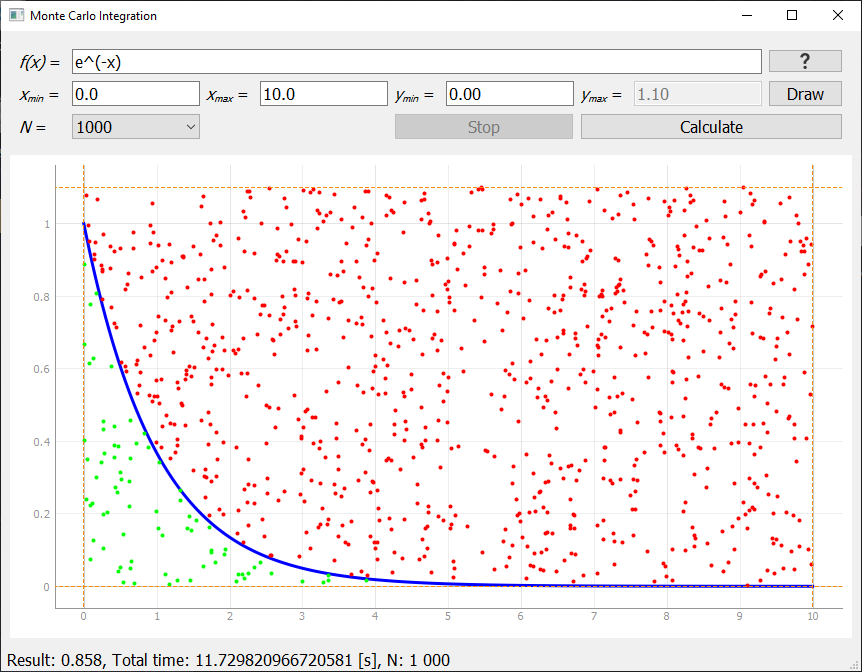 Monte Carlo Integration
f(x) = e^(-x) ?
xmin = 0.0 xmax = 10.0 ymin = 0.00 ymax = 1.10 Draw
N = 1000 Stop Calculate
1
0.8
0.6
0.4
0.2
0
0 1 2 3 4 5 6 7 8 9 10
Result: 0.858, Total time: 11.729820966720581 [s], N: 1 000